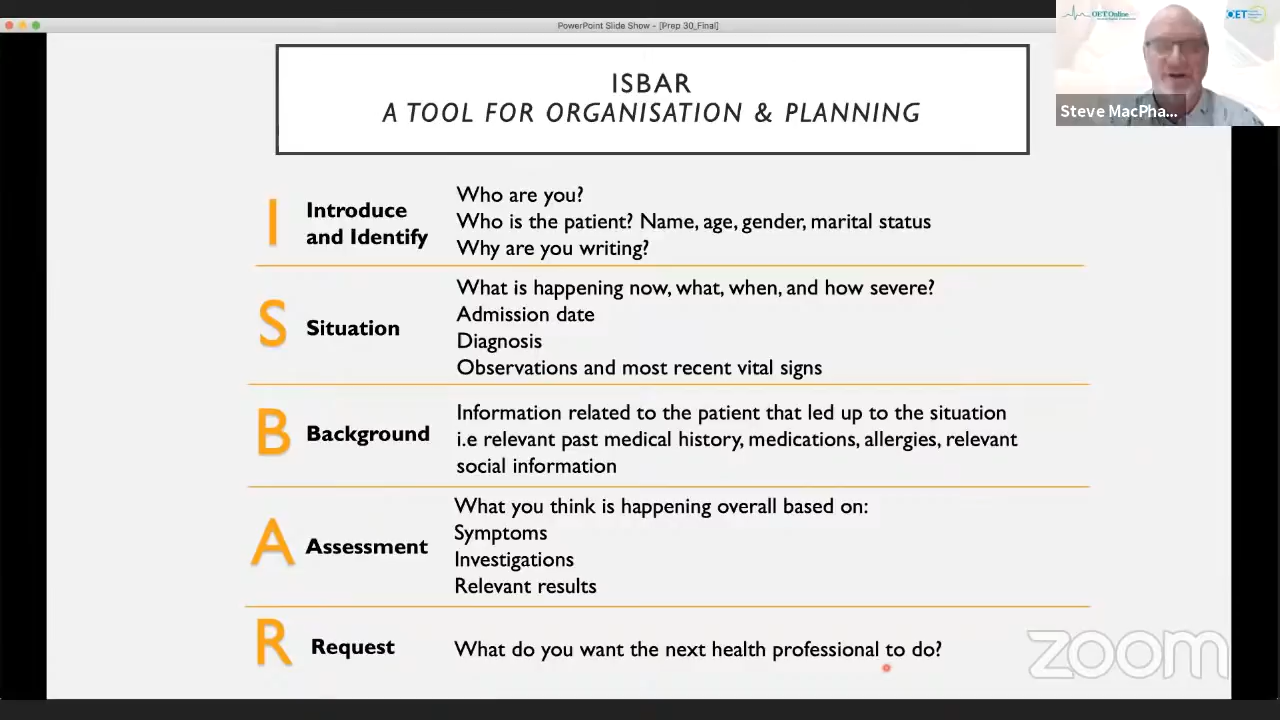 PowerPoint Slide Show - [Prep 30_Final]
OET Online
OET
Steve MacPha...
ISBAR
A TOOL FOR ORGANISATION & PLANNING
I
Introduce
and Identify
Who are you?
Who is the patient? Name, age, gender, marital status
Why are you writing?
S
Situation
What is happening now, what, when, and how severe?
Admission date
Diagnosis
Observations and most recent vital signs
B
Background
Information related to the patient that led up to the situation
i.e relevant past medical history, medications, allergies, relevant
social information
A
Assessment
What you think is happening overall based on:
Symptoms
Investigations
Relevant results
R
Request
What do you want the next health professional to do?
zoom